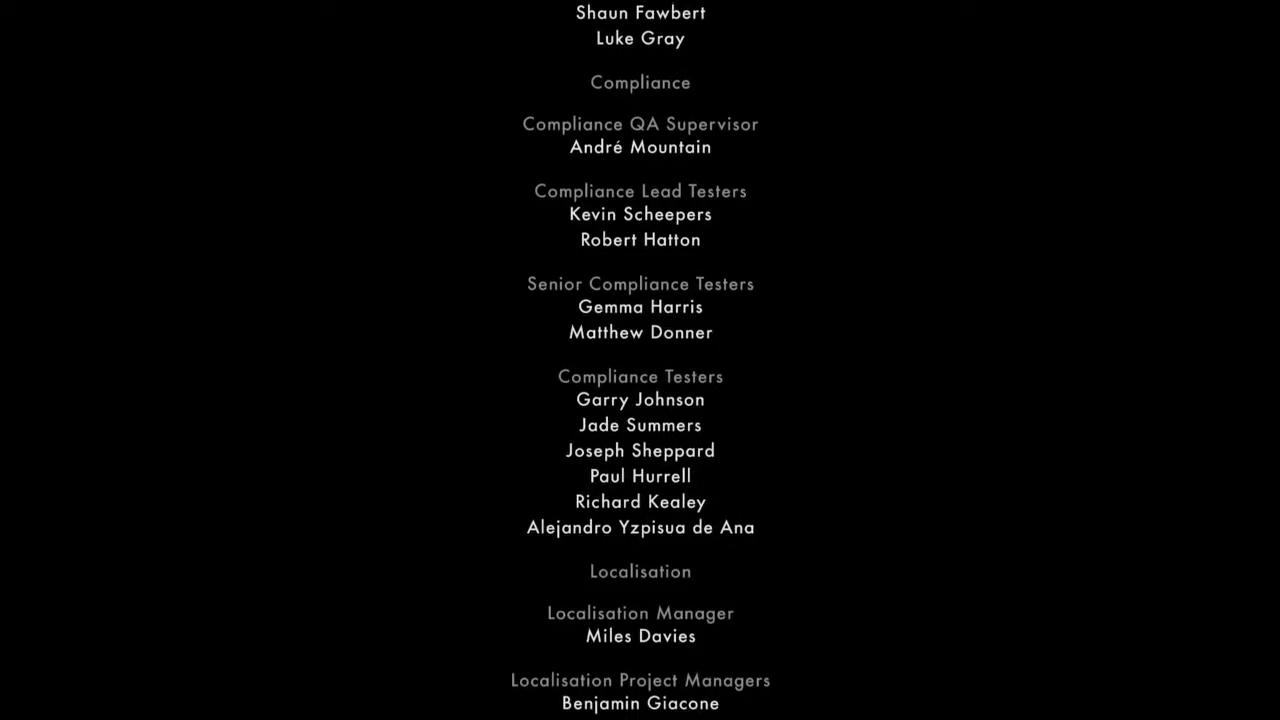 Shaun Fawbert
Luke Gray
Compliance
Compliance QA Supervisor
André Mountain
Compliance Lead Testers
Kevin Scheepers
Robert Hatton
Senior Compliance Testers
Gemma Harris
Matthew Donner
Compliance Testers
Garry Johnson
Jade Summers
Joseph Sheppard
Paul Hurrell
Richard Kealey
Alejandro Yzpisua de Ana
Localisation
Localisation Manager
Miles Davies
Localisation Project Managers
Benjamin Giacone